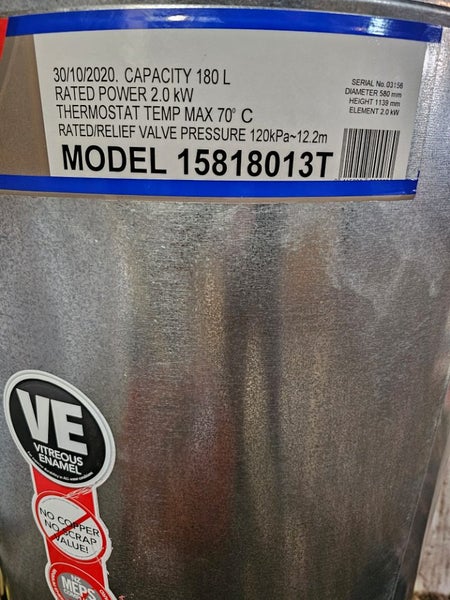 30/10/2020. CAPACITY 180 L
RATED POWER 2.0 kW
THERMOSTAT TEMP MAX 70° C
RATED/RELIEF VALVE PRESSURE 120kPa~12.2m
MODEL 15818013T
SERIAL No. 03156
DIAMETER 580 mm
HEIGHT 1139 mm
ELEMENT 2.0 kW
VE
VITREOUS
ENAMEL
NO COPPER
NO SCRAP
VALUE!
NZ
MEPS